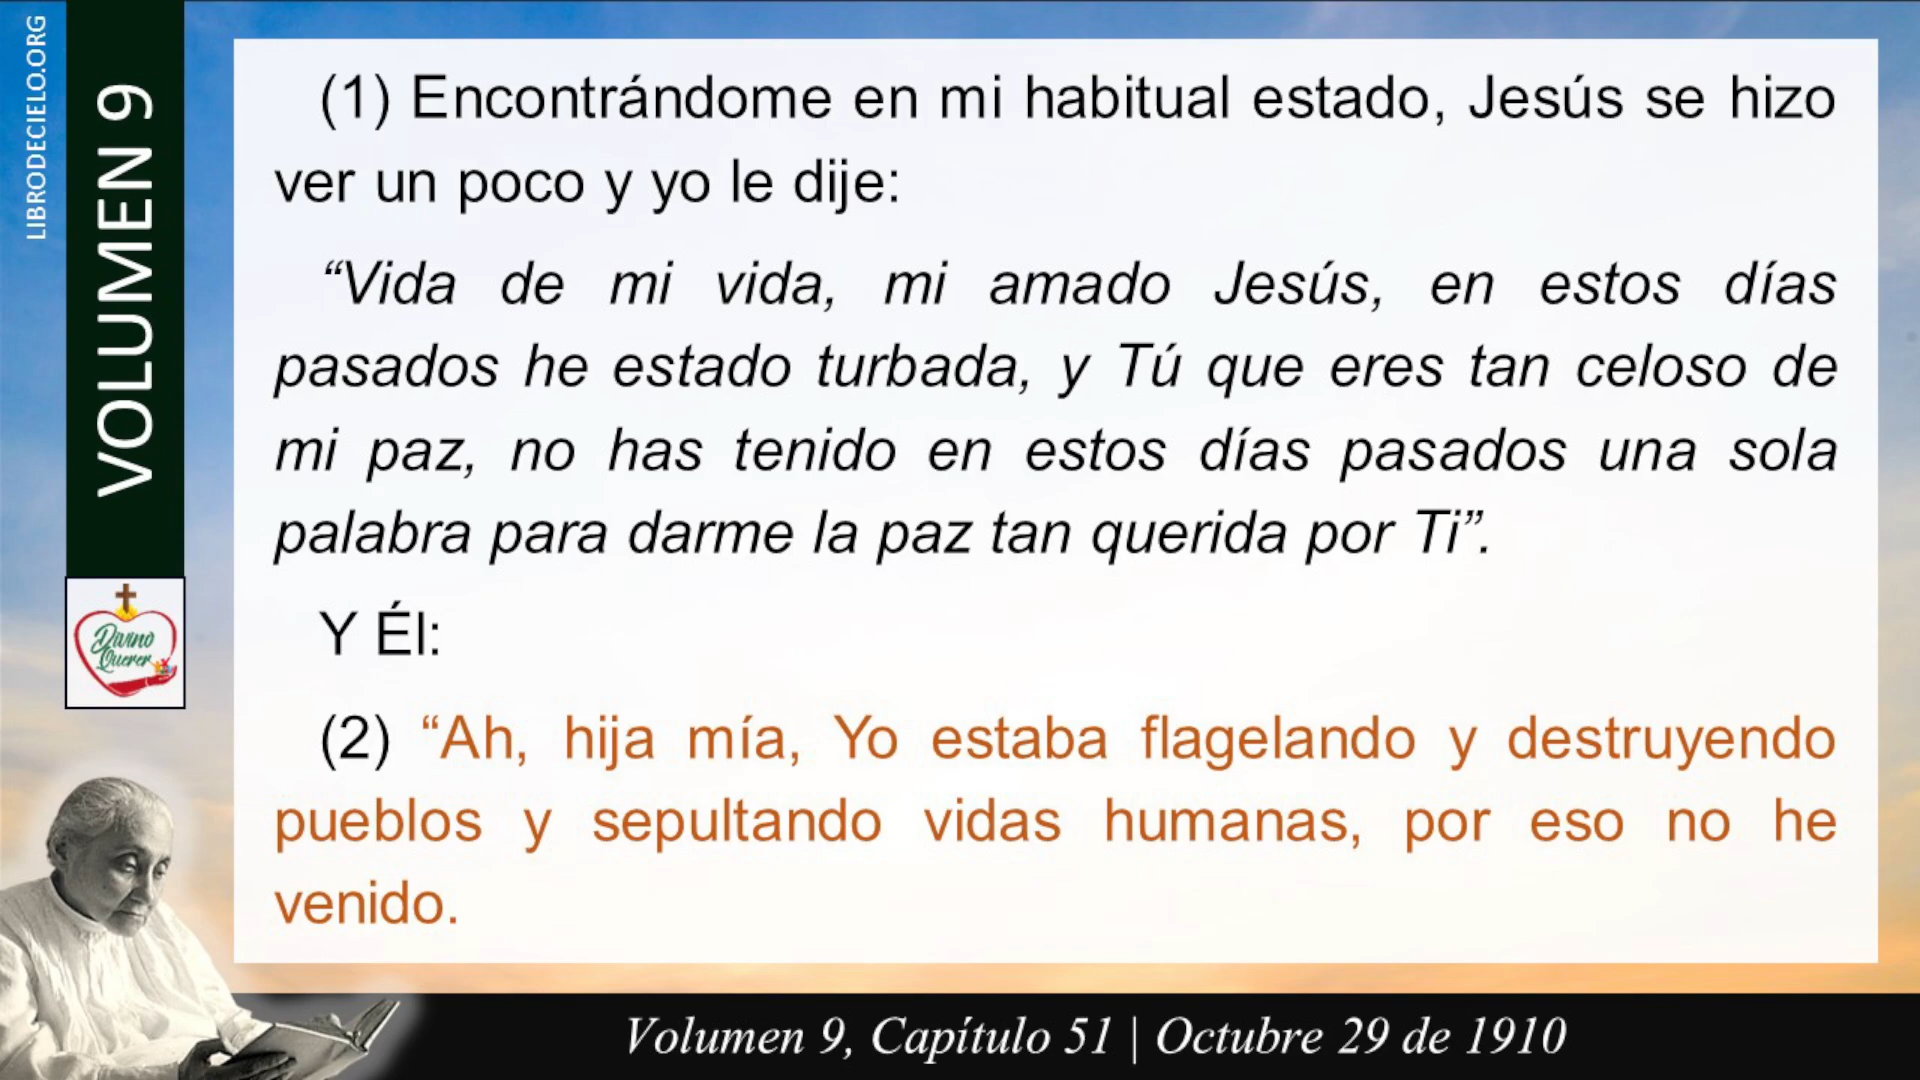 LIBRODECIELO.ORG
VOLUMEN 9
(1) Encontrándome en mi habitual estado, Jesús se hizo
ver un poco y yo le dije:
“Vida de mi vida, mi amado Jesús, en estos días
pasados he estado turbada, y Tú que eres tan celoso de
mi paz, no has tenido en estos días pasados una sola
palabra para darme la paz tan querida por Ti”.
Y Él:
(2) “Ah, hija mía, Yo estaba flagelando y destruyendo
pueblos y sepultando vidas humanas, por eso no he
venido.
Divino
Querer
Volumen 9, Capítulo 51 | Octubre 29 de 1910